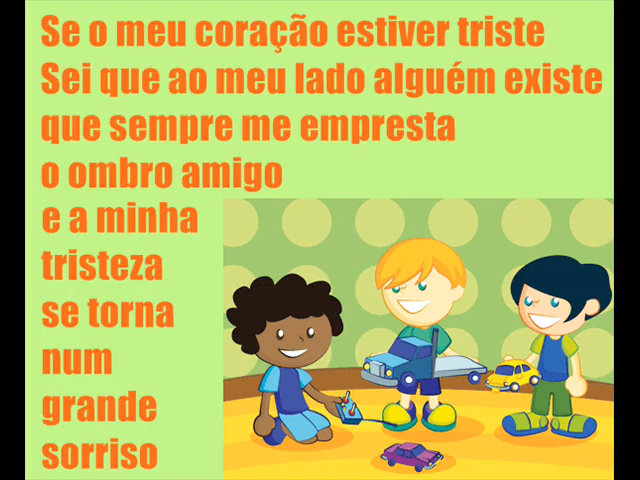 Se o meu coração estiver triste
Sei que ao meu lado alguém existe
que sempre me empresta
o ombro amigo
e a minha
tristeza
se torna
num
grande
sorriso